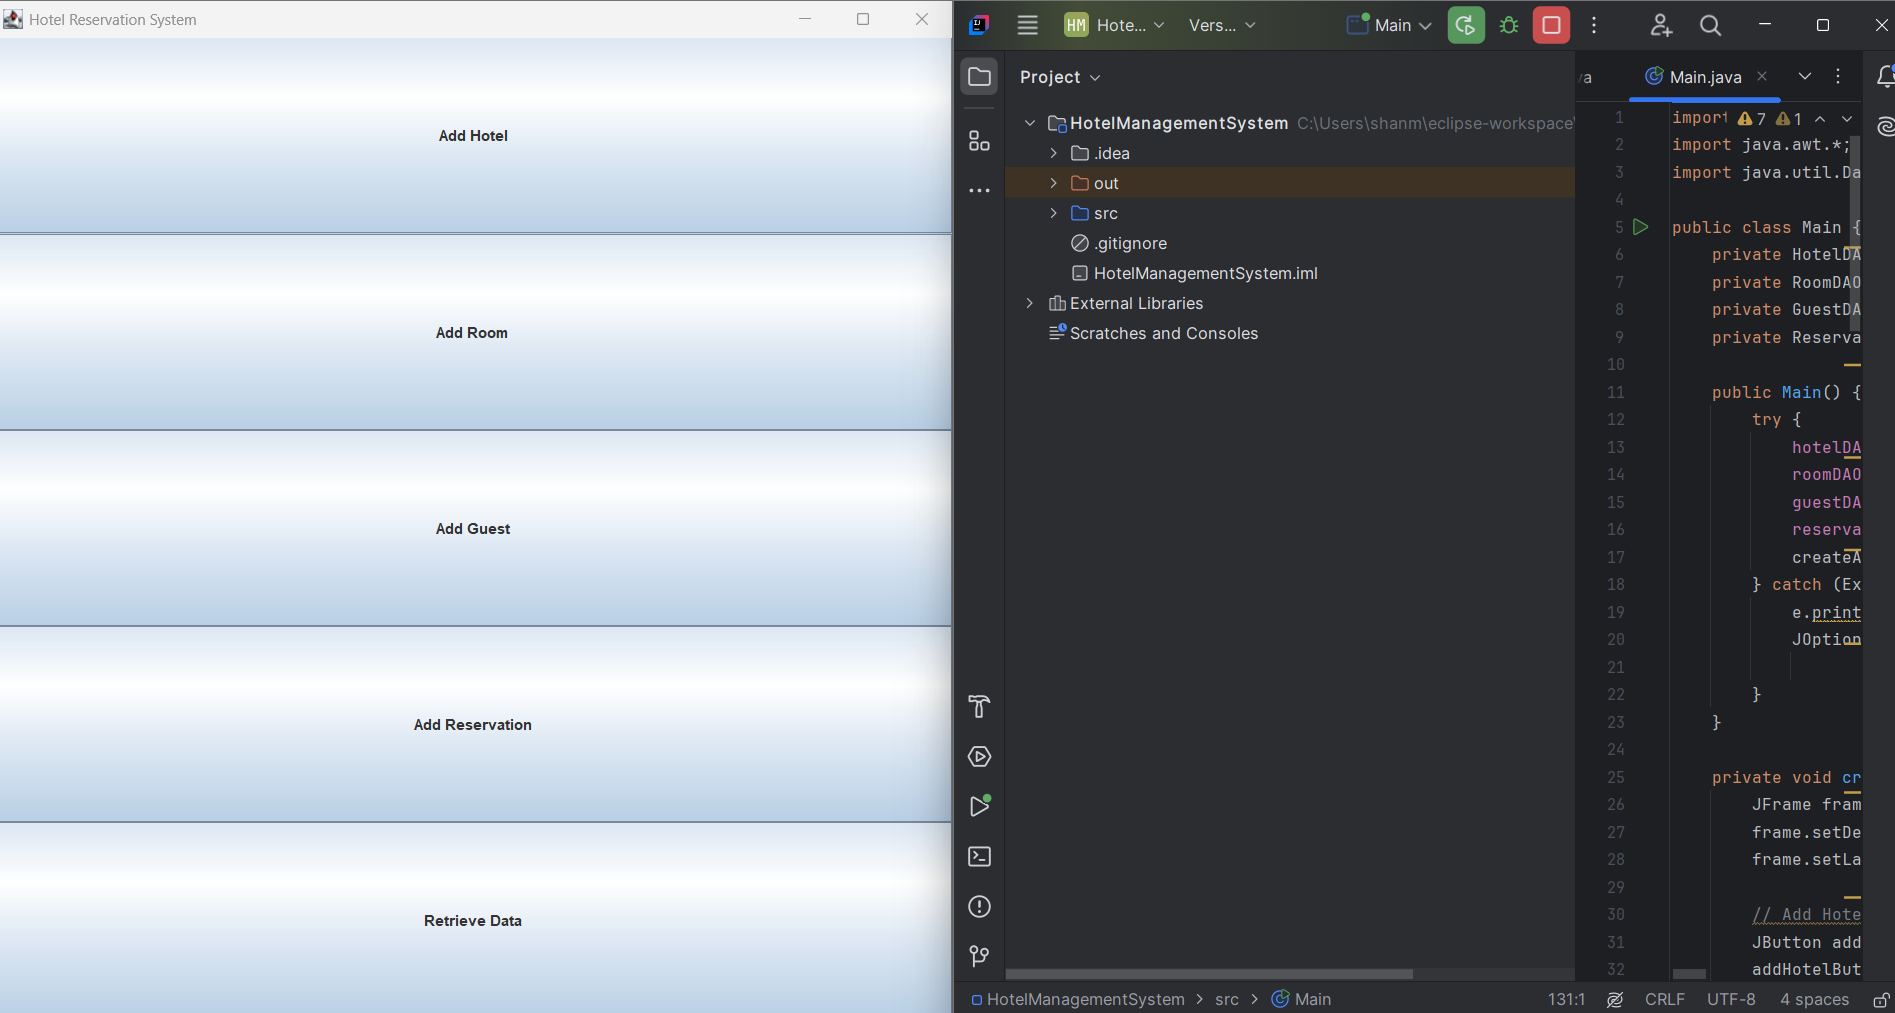 Hotel Reservation System
Add Hotel
Add Room
Add Guest
Add Reservation
Retrieve Data
HM Hote... Vers... Main
Project
HotelManagementSystem C:\Users\shanm\eclipse-workspace\
.idea
out
src
.gitignore
HotelManagementSystem.iml
External Libraries
Scratches and Consoles
va Main.java
7 1
1 import
2 import java.awt.*;
3 import java.util.Da
4
5 public class Main {
6 private HotelDA
7 private RoomDAO
8 private GuestDA
9 private Reserva
10
11 public Main() {
12 try {
13 hotelDA
14 roomDAO
15 guestDA
16 reserva
17 createA
18 } catch (Ex
19 e.print
20 JOption
21
22 }
23 }
24
25 private void cr
26 JFrame fram
27 frame.setDe
28 frame.setLa
29
30 // Add Hote
31 JButton add
32 addHotelBut
HotelManagementSystem > src > Main 131:1 CRLF UTF-8 4 spaces